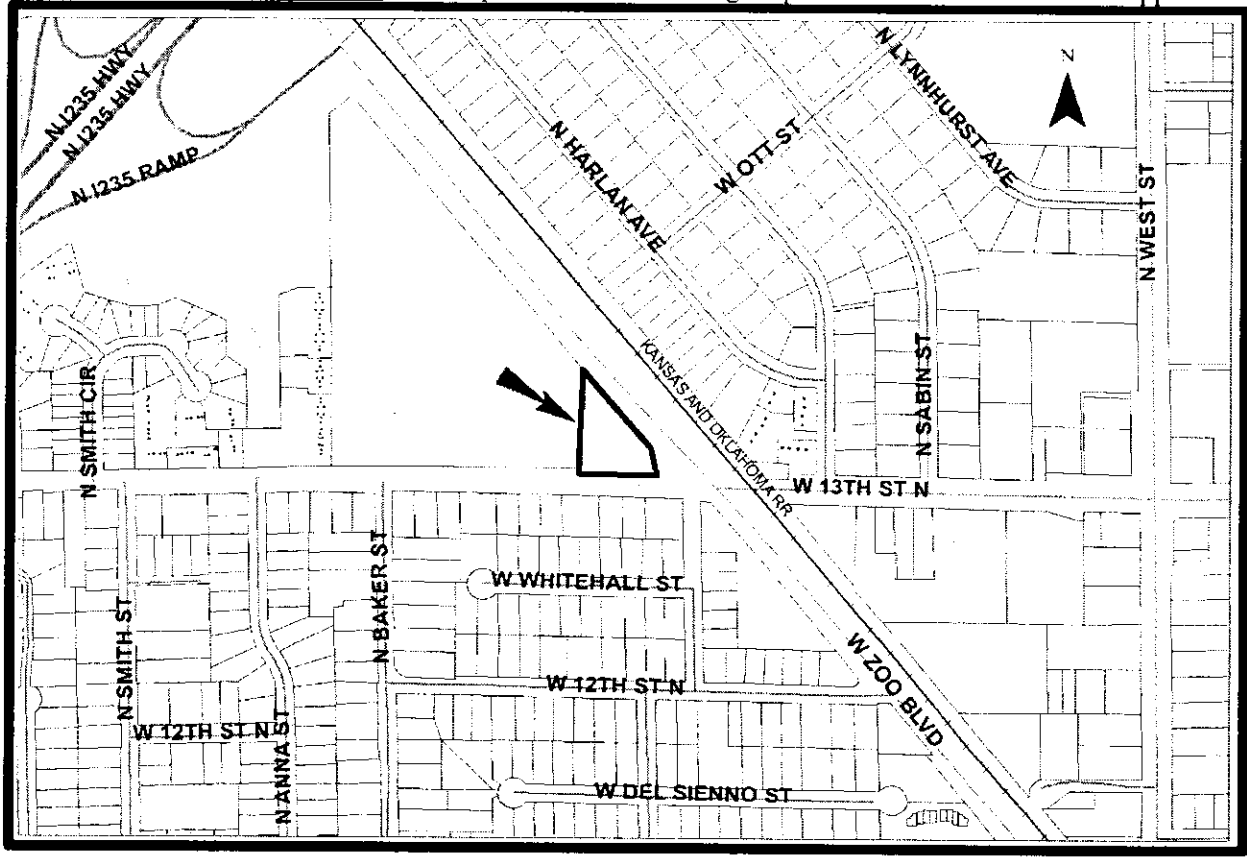 N I235 HWY
N I235 HWY
N I235 RAMP
N LYNNHURST AVE
N
N HARLAN AVE
W OTT ST
N WEST ST
KANSAS AND OKLAHOMA RR
N SABIN ST
N SMITH CIR
W 13TH ST N
N BAKER ST
W WHITEHALL ST
N SMITH ST
W 12TH ST N
W ZOO BLVD
W 12TH ST N
N ANNA ST
W DEL SIENNO ST